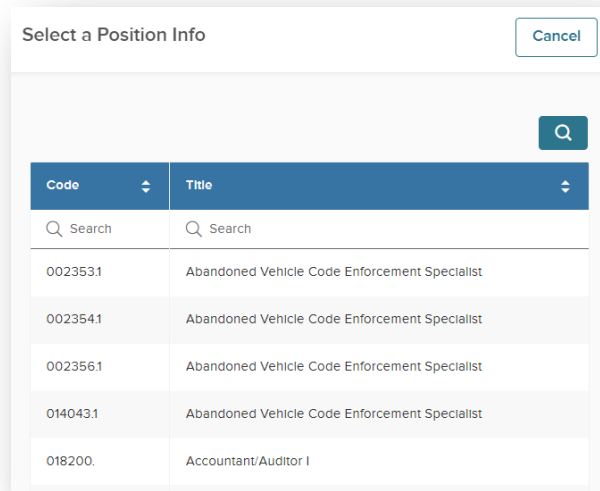 Select a Position Info Cancel
Code Title
Search Search
002353.1 Abandoned Vehicle Code Enforcement Specialist
002354.1 Abandoned Vehicle Code Enforcement Specialist
002356.1 Abandoned Vehicle Code Enforcement Specialist
014043.1 Abandoned Vehicle Code Enforcement Specialist
018200. Accountant/Auditor I